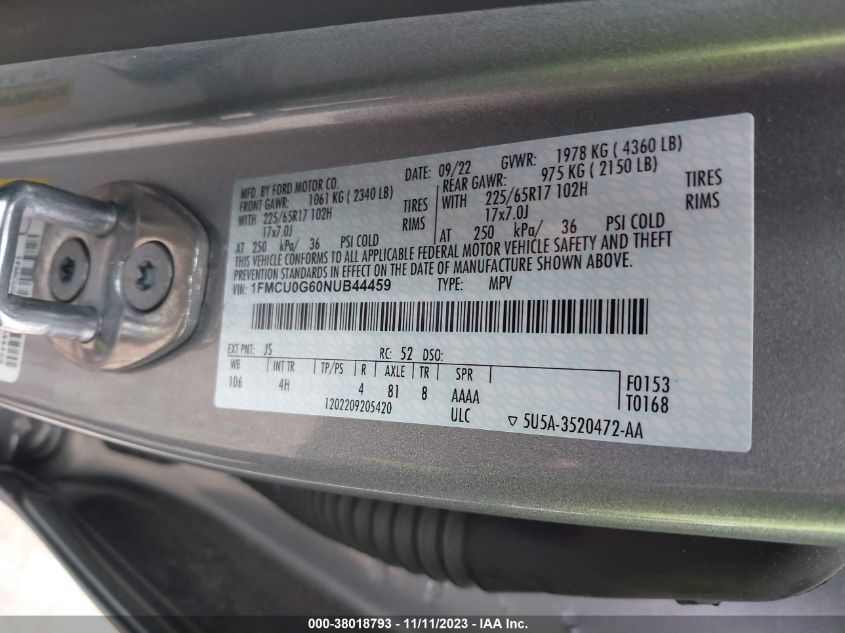 MFD. BY FORD MOTOR CO.
DATE: 09/22 GVWR: 1978 KG ( 4360 LB)
FRONT GAWR: 1061 KG ( 2340 LB)
REAR GAWR: 975 KG ( 2150 LB)
WITH 225/65R17 102H TIRES
WITH 225/65R17 102H TIRES
17x7.0J RIMS
17x7.0J RIMS
AT 250 kPa/ 36 PSI COLD
AT 250 kPa/ 36 PSI COLD
THIS VEHICLE CONFORMS TO ALL APPLICABLE FEDERAL MOTOR VEHICLE SAFETY AND THEFT
PREVENTION STANDARDS IN EFFECT ON THE DATE OF MANUFACTURE SHOWN ABOVE.
VIN: 1FMCU0G60NUB44459 TYPE: MPV
EXT PNT: JS RC: 52 DSO:
WB INT TR TP/PS R AXLE TR SPR
106 4H 4 81 8 AAAA
F0153
T0168
1202209205420 ULC
5U5A-3520472-AA
000-38018793 - 11/11/2023 - IAA Inc.